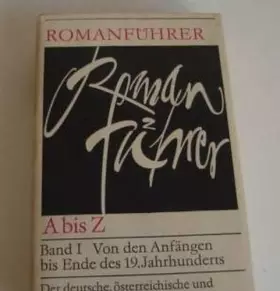 ROMANFÜHRER
Roman
Führer
A bis Z
Band I Von den Anfängen
bis Ende des 19. Jahrhunderts
Der deutsche, österreichische und